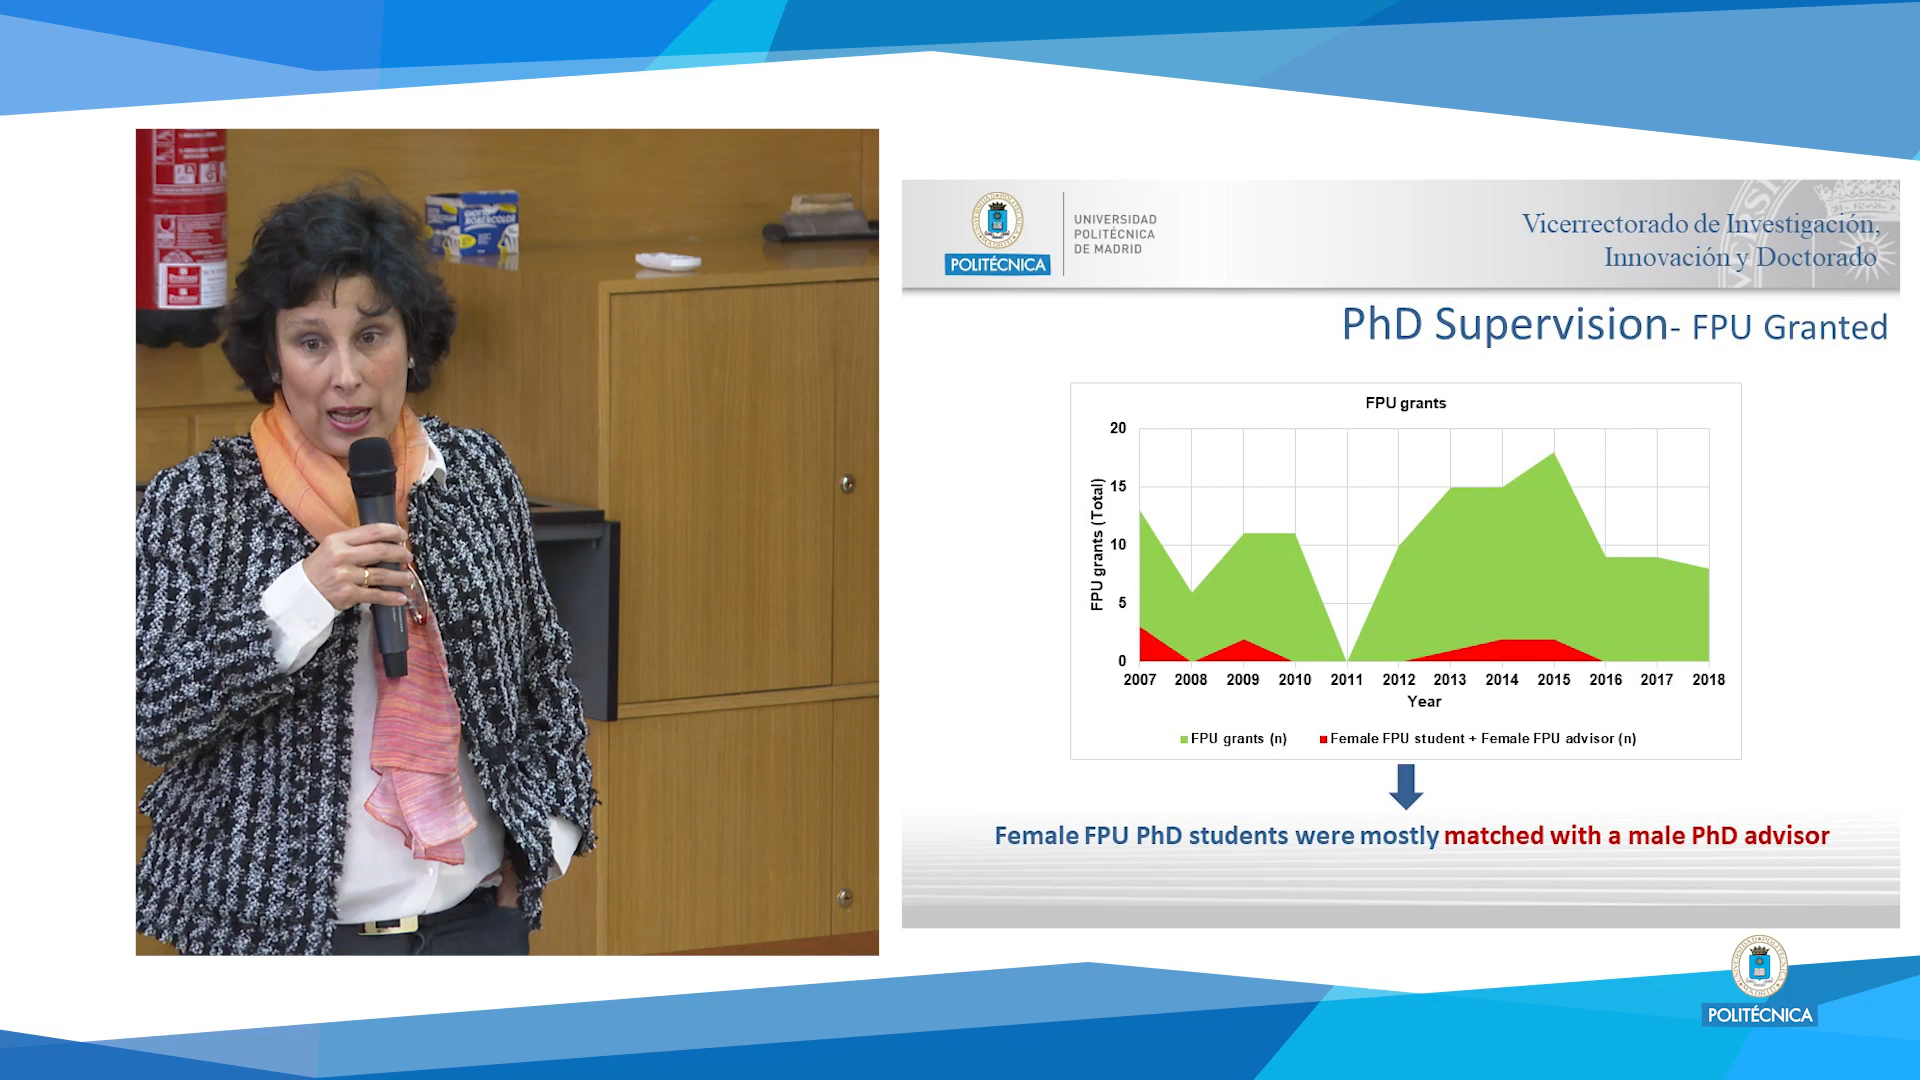 UNIVERSIDAD
POLITÉCNICA
DE MADRID
POLITÉCNICA
Vicerrectorado de Investigación,
Innovación y Doctorado
PhD Supervision- FPU Granted
FPU grants
FPU grants (Total)
20
15
10
5
0
2007 2008 2009 2010 2011 2012 2013 2014 2015 2016 2017 2018
Year
FPU grants (n) Female FPU student + Female FPU advisor (n)
Female FPU PhD students were mostly matched with a male PhD advisor
POLITÉCNICA